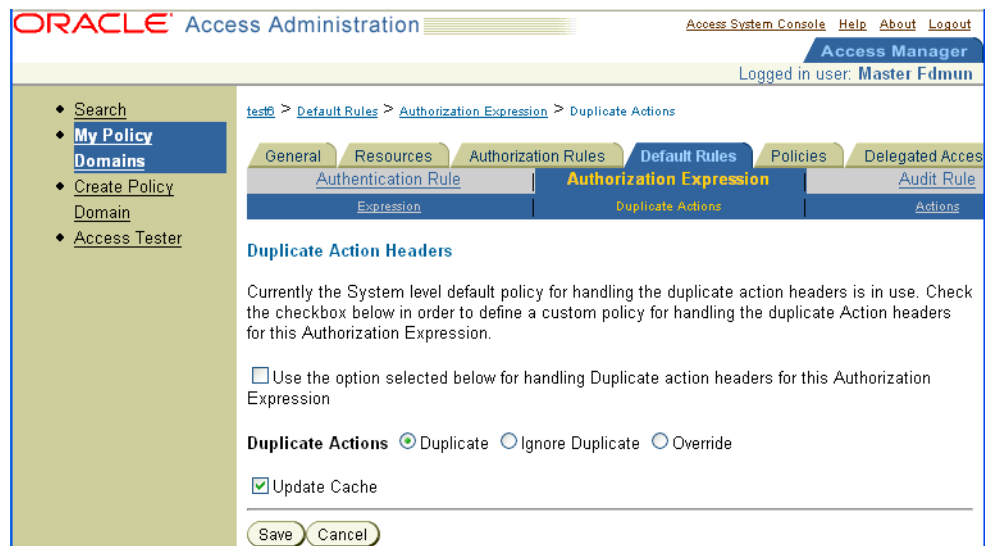 ORACLE Access Administration
Access System Console Help About Logout
Access Manager
Logged in user: Master Fdmun
Search
My Policy
Domains
Create Policy
Domain
Access Tester
test6 > Default Rules > Authorization Expression > Duplicate Actions
General Resources Authorization Rules Default Rules Policies Delegated Acces
Authentication Rule Authorization Expression Audit Rule
Expression Duplicate Actions Actions
Duplicate Action Headers
Currently the System level default policy for handling the duplicate action headers is in use. Check
the checkbox below in order to define a custom policy for handling the duplicate Action headers
for this Authorization Expression.
Use the option selected below for handling Duplicate action headers for this Authorization
Expression
Duplicate Actions Duplicate Ignore Duplicate Override
Update Cache
Save Cancel